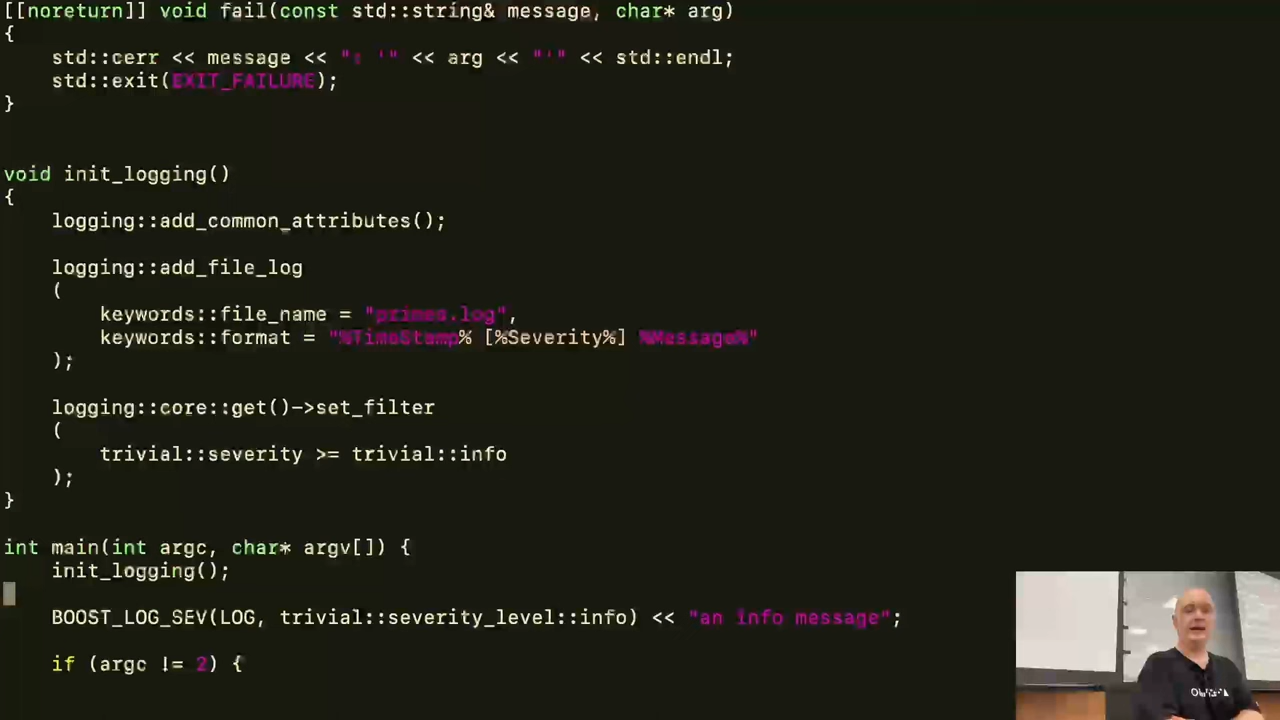 [[noreturn]] void fail(const std::string& message, char* arg)
{
    std::cerr << message << ": '" << arg << "'" << std::endl;
    std::exit(EXIT_FAILURE);
}
void init_logging()
{
    logging::add_common_attributes();
    logging::add_file_log
    (
        keywords::file_name = "primes.log",
        keywords::format = "%TimeStamp% [%Severity%] %Message%"
    );
    logging::core::get()->set_filter
    (
        trivial::severity >= trivial::info
    );
}
int main(int argc, char* argv[]) {
    init_logging();
    BOOST_LOG_SEV(LOG, trivial::severity_level::info) << "an info message";
    if (argc != 2) {